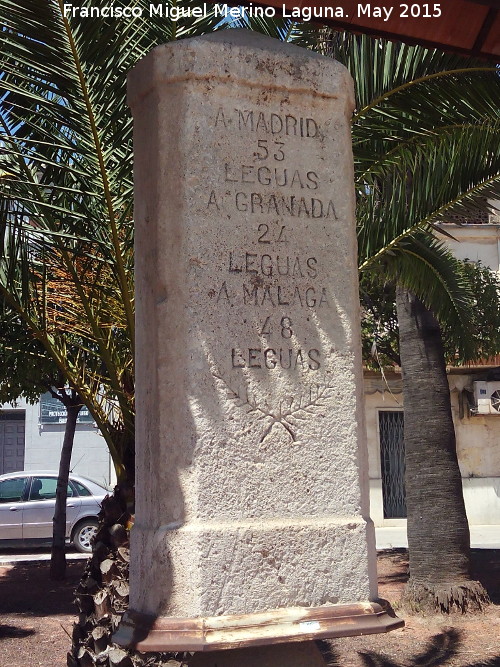 Francisco Miguel Merino Laguna. May 2015
A MADRID
53
LEGUAS
A GRANADA
24
LEGUAS
A MALAGA
48
LEGUAS